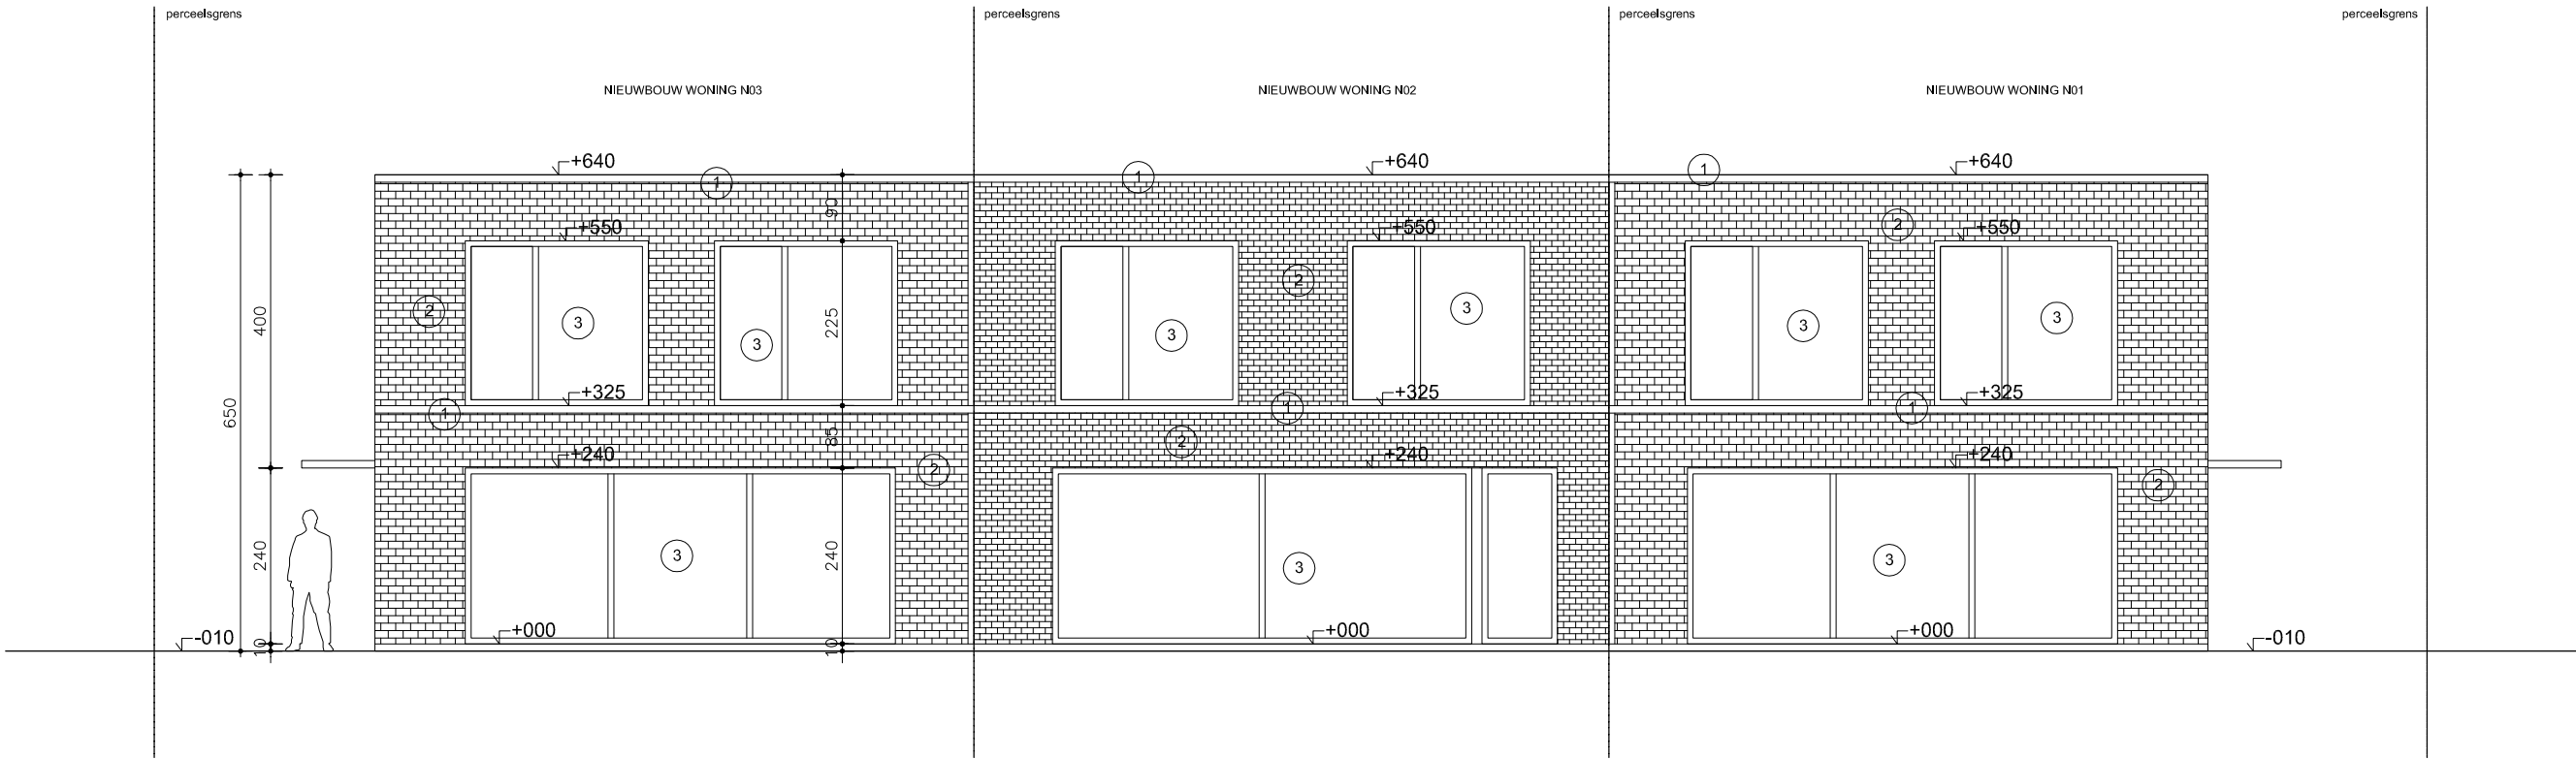 perceelsgrens perceelsgrens perceelsgrens perceelsgrens
NIEUWBOUW WONING N03 NIEUWBOUW WONING N02 NIEUWBOUW WONING N01
+640 +640 +640
1 1 1
90
+550 +550 +550
2
2
2 3 3 400 225 3 3 3 3
+325 +325 +325
650 1 1 1
85
2
+240 +240 +240
2 2
240 240 3 3 3
-010 +000 +000 +000 -010
10 10